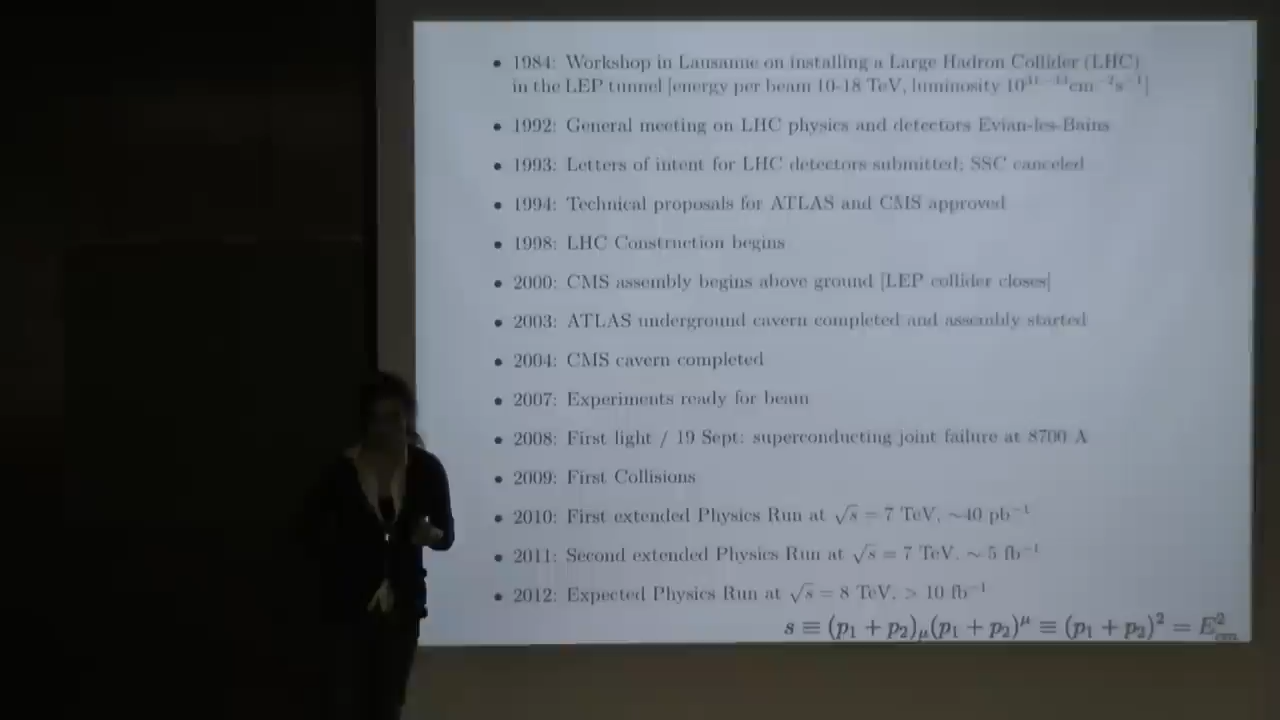 • 1984: Workshop in Lausanne on installing a Large Hadron Collider (LHC)
in the LEP tunnel [energy per beam 10-18 TeV, luminosity 10³¹⁻³³cm⁻²s⁻¹]
• 1992: General meeting on LHC physics and detectors Evian-les-Bains
• 1993: Letters of intent for LHC detectors submitted; SSC canceled
• 1994: Technical proposals for ATLAS and CMS approved
• 1998: LHC Construction begins
• 2000: CMS assembly begins above ground [LEP collider closes]
• 2003: ATLAS underground cavern completed and assembly started
• 2004: CMS cavern completed
• 2007: Experiments ready for beam
• 2008: First light / 19 Sept: superconducting joint failure at 8700 A
• 2009: First Collisions
• 2010: First extended Physics Run at √s = 7 TeV, ~40 pb⁻¹
• 2011: Second extended Physics Run at √s = 7 TeV. ~ 5 fb⁻¹
• 2012: Expected Physics Run at √s = 8 TeV. > 10 fb⁻¹
s ≡ (p₁ + p₂)_μ(p₁ + p₂)^μ ≡ (p₁ + p₂)² = E²_cm